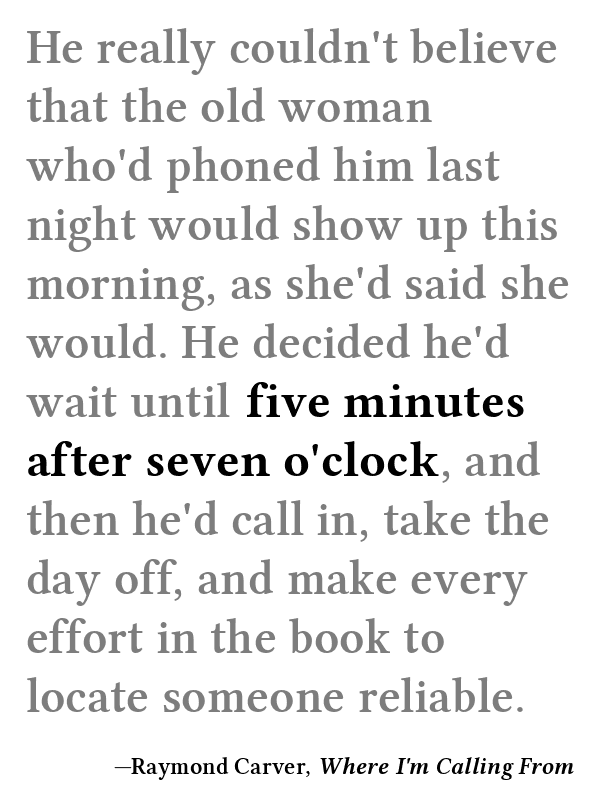 He really couldn't believe
that the old woman
who'd phoned him last
night would show up this
morning, as she'd said she
would. He decided he'd
wait until five minutes
after seven o'clock, and
then he'd call in, take the
day off, and make every
effort in the book to
locate someone reliable.
—Raymond Carver, Where I'm Calling From